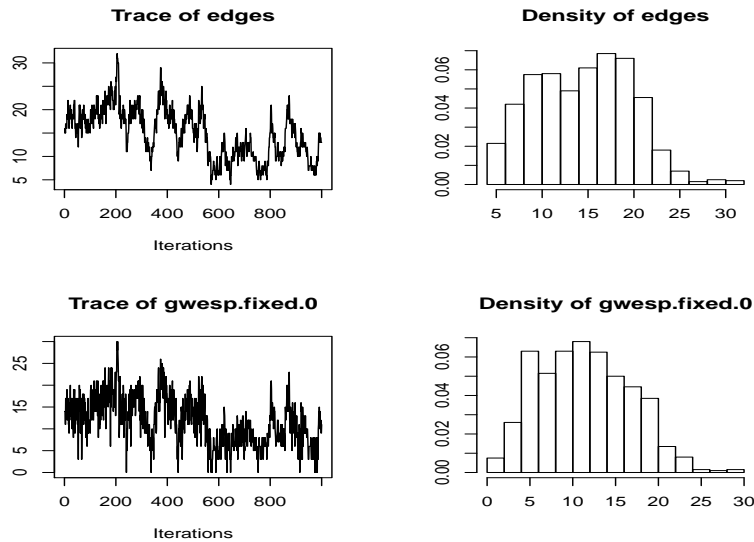 Trace of edges
30
20
10
5
0 200 400 600 800
Iterations
Density of edges
0.06
0.04
0.02
0.00
5 10 15 20 25 30
Trace of gwesp.fixed.0
25
15
5
0
0 200 400 600 800
Iterations
Density of gwesp.fixed.0
0.06
0.04
0.02
0.00
0 5 10 15 20 25 30